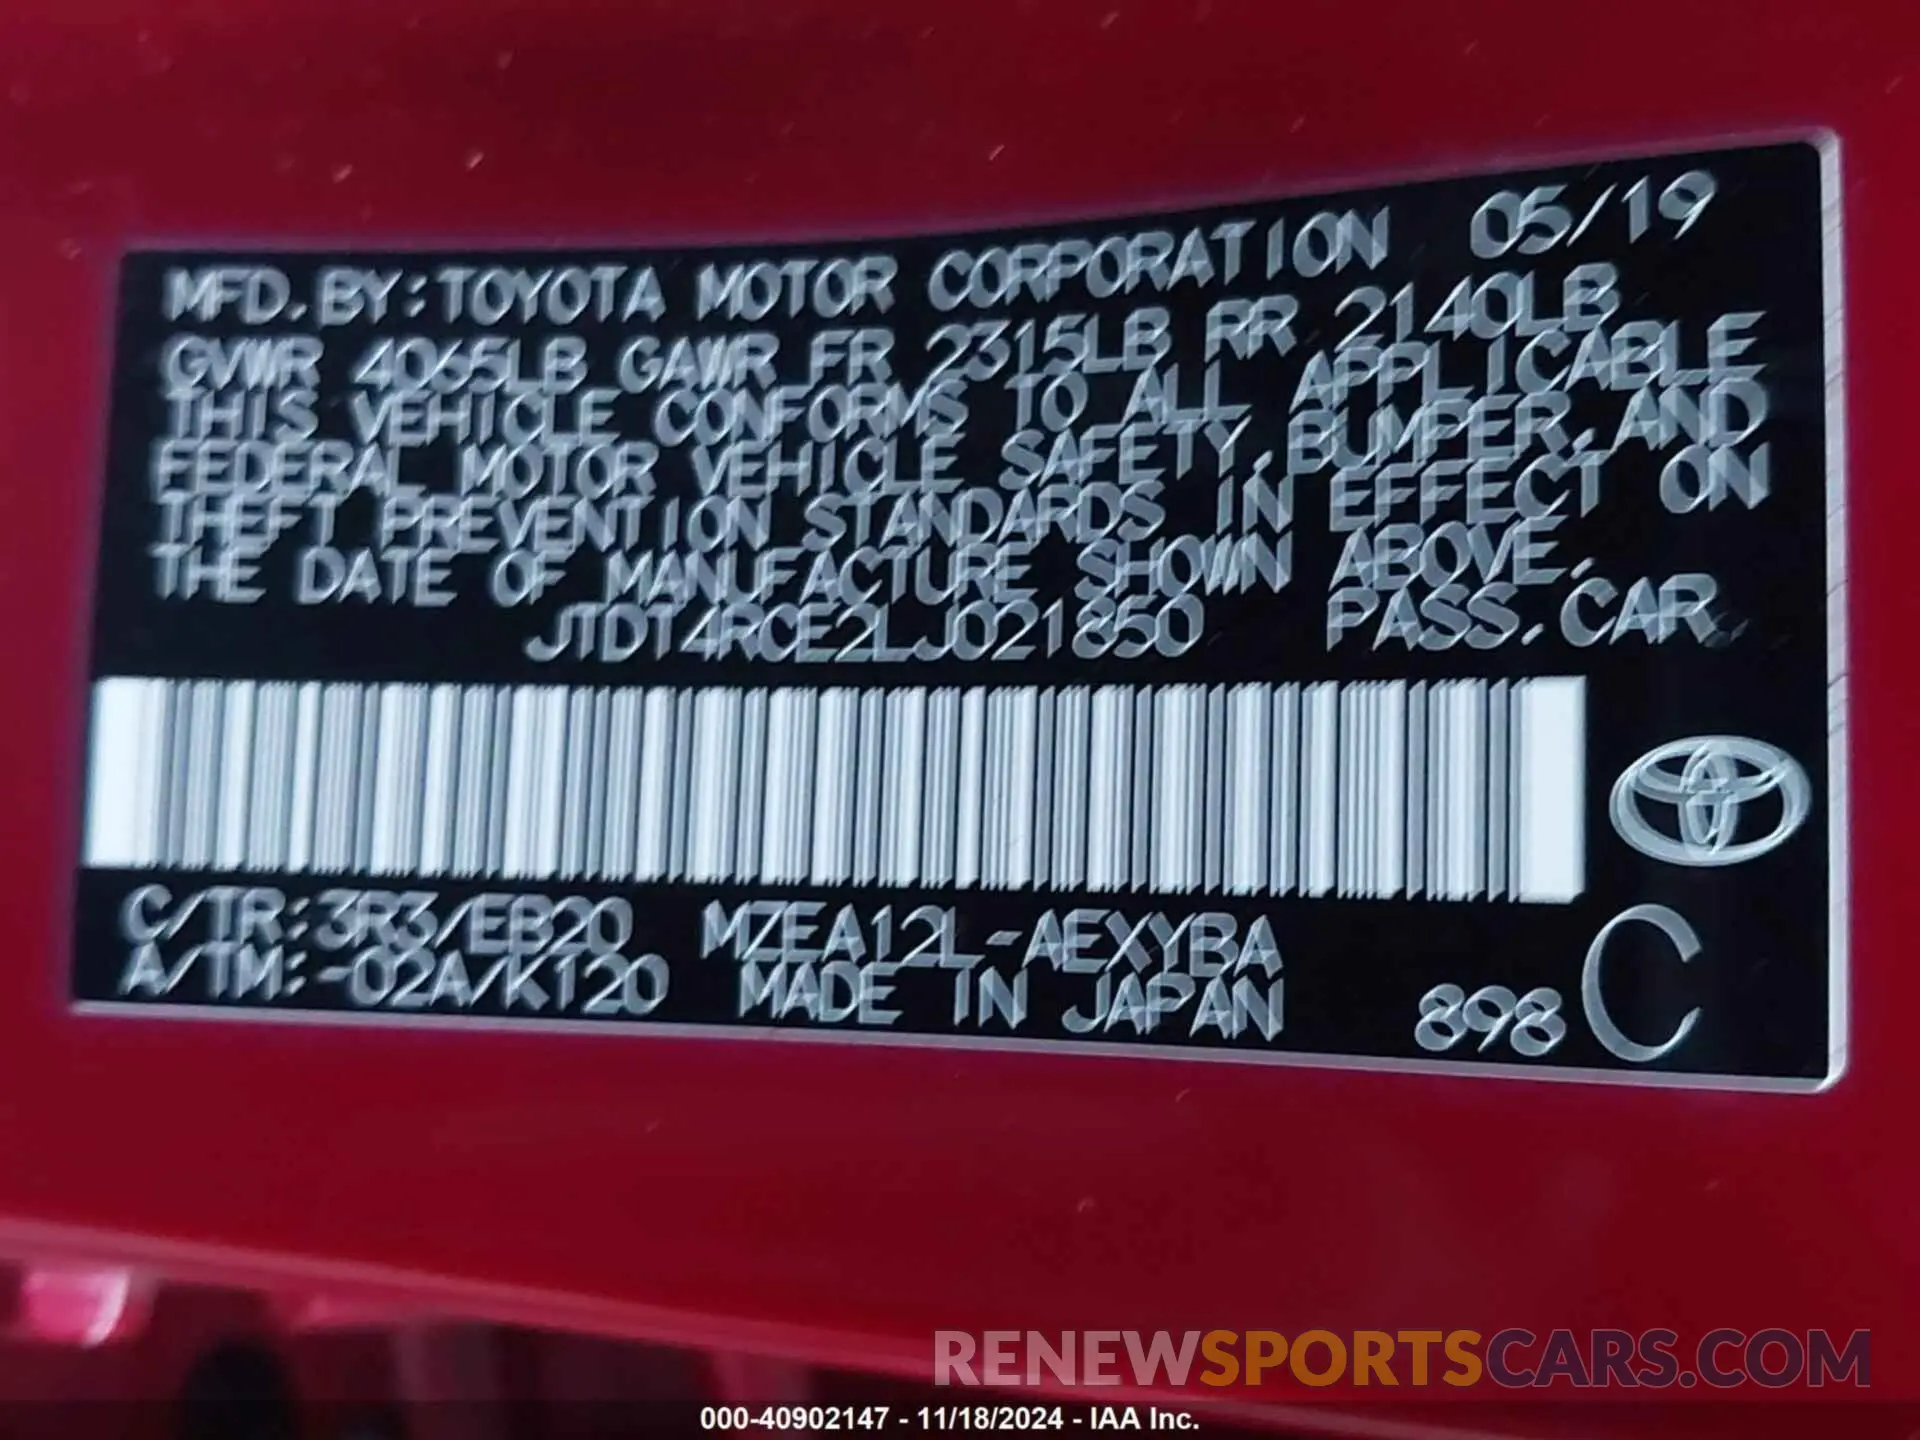 MFD. BY: TOYOTA MOTOR CORPORATION 05/19
GVWR 4065LB GAWR FR 2315LB RR 2140LB
THIS VEHICLE CONFORMS TO ALL APPLICABLE
FEDERAL MOTOR VEHICLE SAFETY, BUMPER, AND
THEFT PREVENTION STANDARDS IN EFFECT ON
THE DATE OF MANUFACTURE SHOWN ABOVE.
JTDT4RCE2LJ021850 PASS. CAR
C/TR: 3R3/EB20 MZEA12L-AEXYBA
A/TM: -02A/K120 MADE IN JAPAN 898 C
RENEWSPORTSCARS.COM
000-40902147 - 11/18/2024 - IAA Inc.